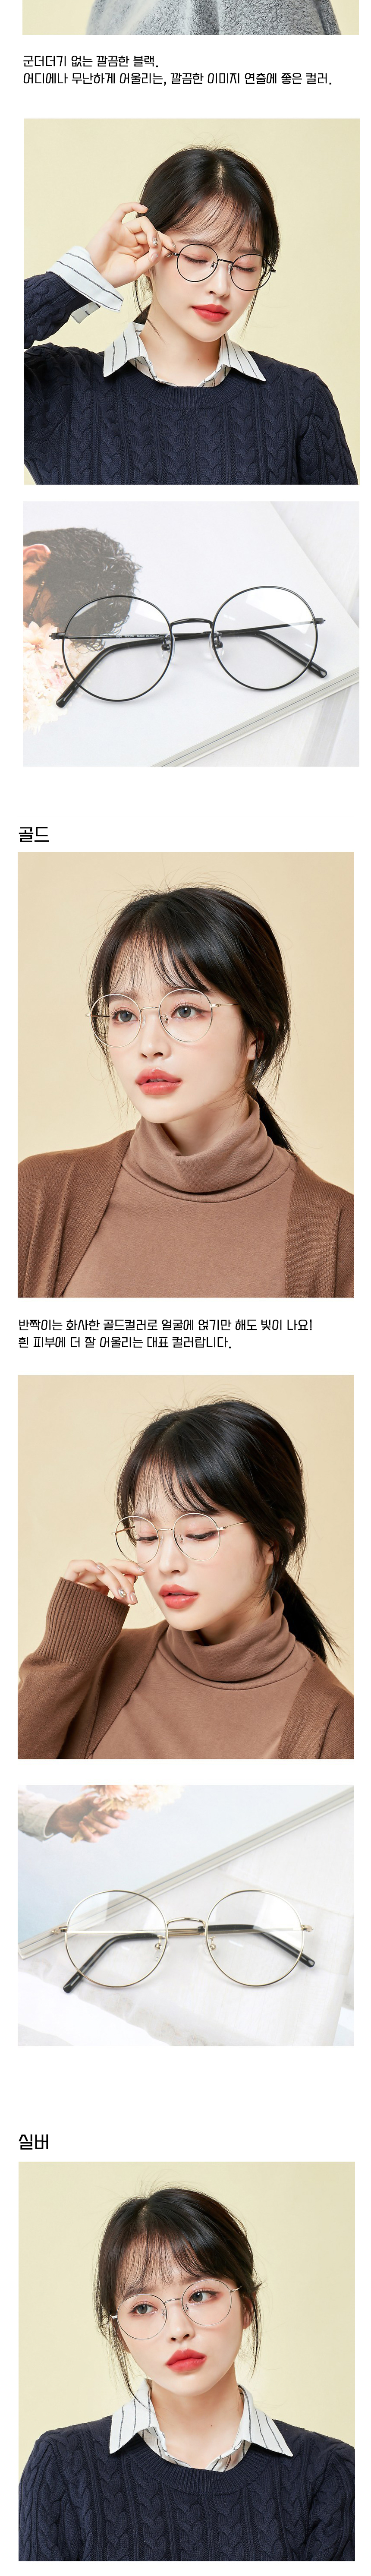 군더더기 없는 깔끔한 블랙.
어디에나 무난하게 어울리는, 깔끔한 이미지 연출에 좋은 컬러.
골드
반짝이는 화사한 골드컬러로 얼굴에 얹기만 해도 빛이 나요!
흰 피부에 더 잘 어울리는 대표 컬러랍니다.
실버